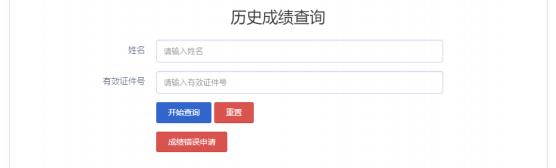 历史成绩查询
姓名 请输入姓名
有效证件号 请输入有效证件号
开始查询 重置
成绩错误申请